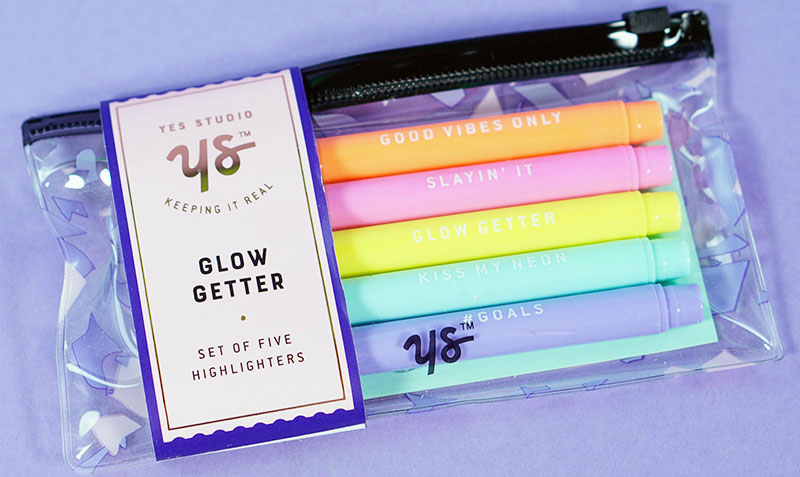 YES STUDIO
ys™
KEEPING IT REAL
GLOW
GETTER
SET OF FIVE
HIGHLIGHTERS
GOOD VIBES ONLY
SLAYIN' IT
GLOW GETTER
KISS MY NEON
#GOALS
ys™